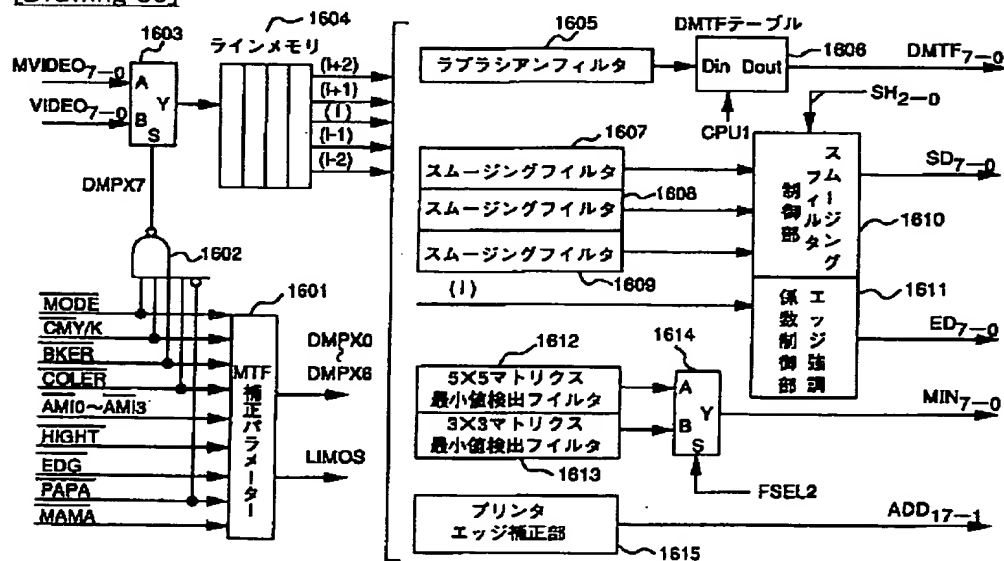 1603
MVIDEO7-0
VIDEO7-0
A
B
Y
S
DMPX7
1602
1604
ラインメモリ
(I+2)
(I+1)
(I)
(I-1)
(I-2)
MODE
CMY/K
BKER
COLER
AMI0~AMI3
HIGHT
EDG
PAPA
MAMA
1601
MTF補正パラメーター
DMPX0
~
DMPX6
LIMOS
1605
ラプラシアンフィルタ
DMTFテーブル
Din Dout
1606
CPU1
DMTF7-0
SH2-0
1607
スムージングフイルタ
1608
スムージングフイルタ
スムージングフイルタ
1609
(I)
スムージング
フィルタ
制御部
SD7-0
1610
エッジ強調
係数制御部
1611
ED7-0
1612
5×5マトリクス
最小値検出フィルタ
3×3マトリクス
最小値検出フィルタ
1613
1614
A
B
Y
S
MIN7-0
FSEL2
プリンタ
エッジ補正部
1615
ADD17-1